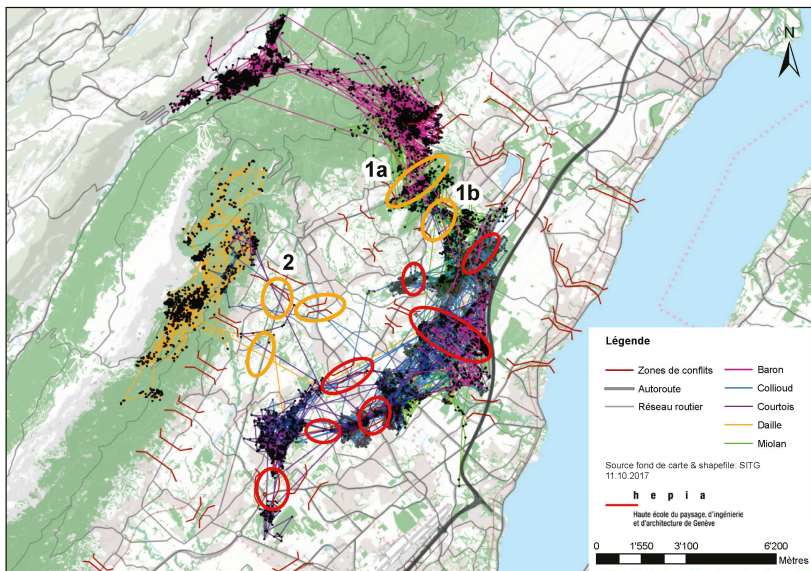 N
1a
1b
2
Légende
Zones de conflits
Autoroute
Réseau routier
Baron
Collioud
Courtois
Daille
Miolan
Source fond de carte & shapefile: SITG
11.10.2017
h e p i a
Haute école du paysage, d'ingénierie
et d'architecture de Genève
0 1'550 3'100 6'200
Mètres